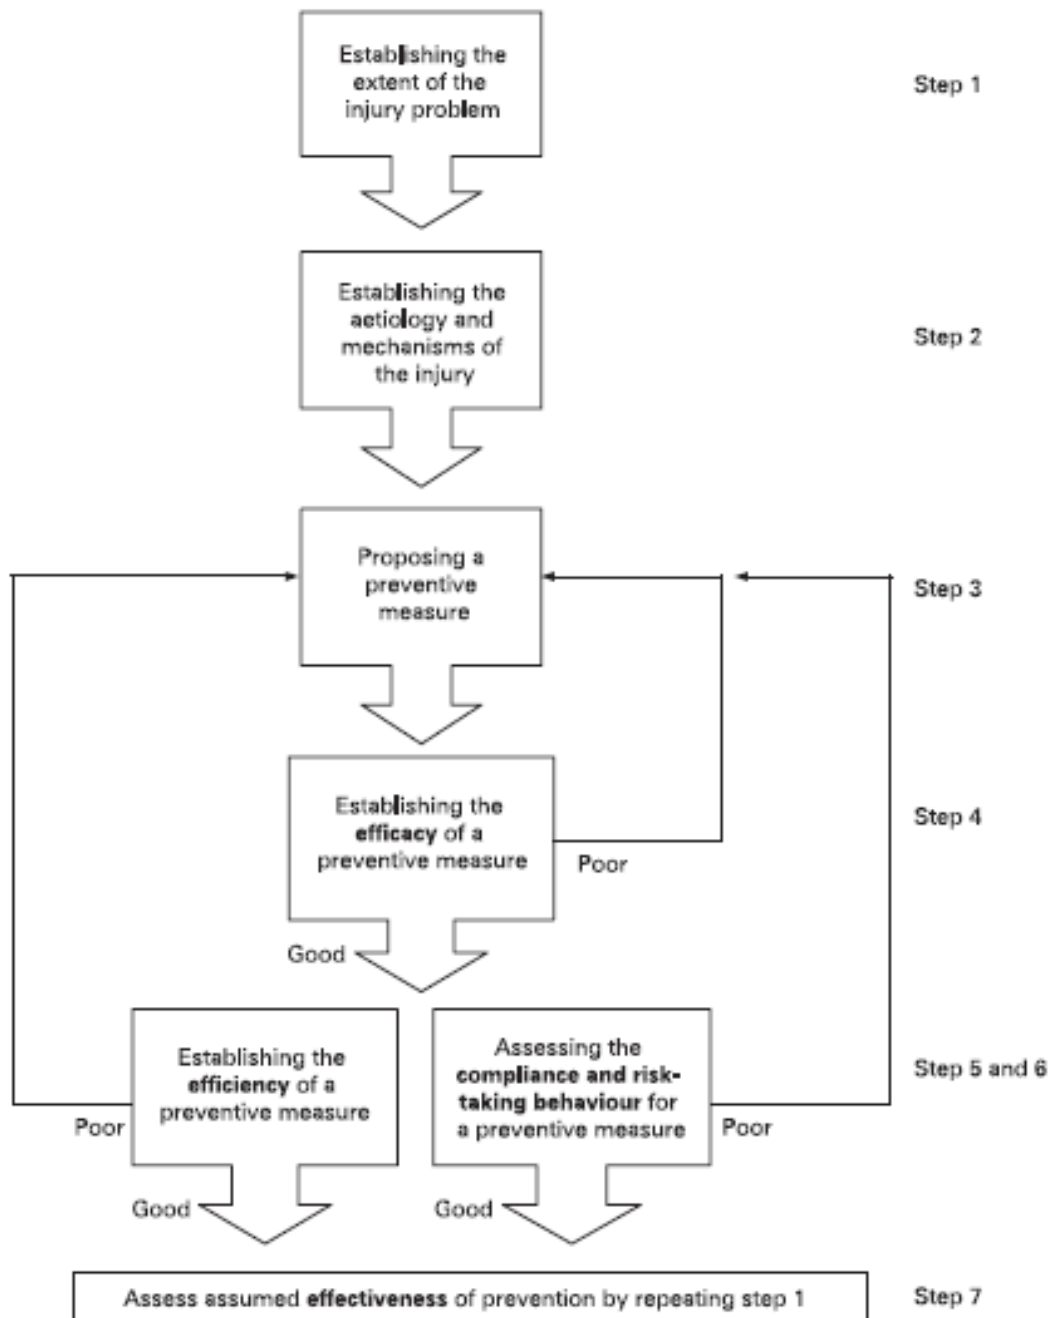 Establishing the
extent of the
injury problem
Step 1
Establishing the
aetiology and
mechanisms of
the injury
Step 2
Proposing a
preventive
measure
Step 3
Establishing the
efficacy of a
preventive measure
Step 4
Poor
Good
Establishing the
efficiency of a
preventive measure
Poor
Good
Assessing the
compliance and risk-
taking behaviour for
a preventive measure
Poor
Good
Step 5 and 6
Assess assumed effectiveness of prevention by repeating step 1
Step 7